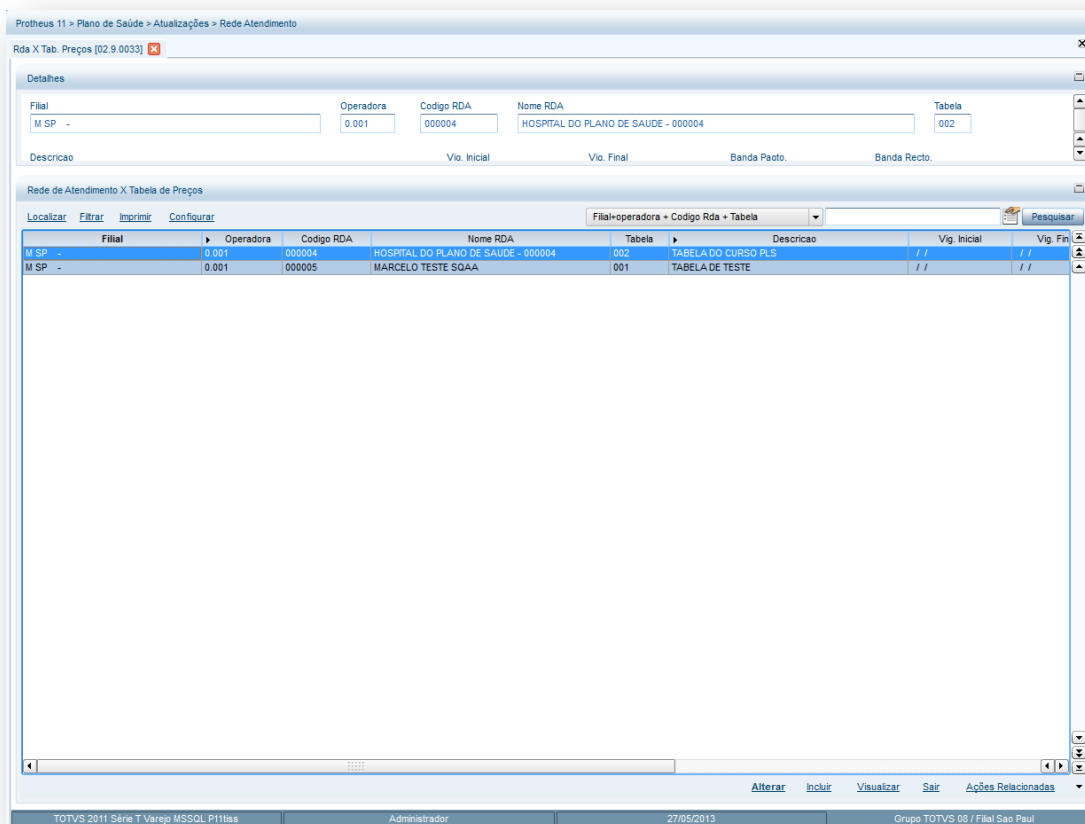 Protheus 11 > Plano de Saúde > Atualizações > Rede Atendimento
Rda X Tab. Preços [02.9.0033]
Detalhes
Filial Operadora Codigo RDA Nome RDA Tabela
M SP - 0.001 000004 HOSPITAL DO PLANO DE SAUDE - 000004 002
Descricao Vig. Inicial Vig. Final Banda Pagto. Banda Recto.
Rede de Atendimento X Tabela de Preços
Localizar Filtrar Imprimir Configurar Filial+operadora + Codigo Rda + Tabela Pesquisar
Filial Operadora Codigo RDA Nome RDA Tabela Descricao Vig. Inicial Vig. Fin
M SP - 0.001 000004 HOSPITAL DO PLANO DE SAUDE - 000004 002 TABELA DO CURSO PLS / / / /
M SP - 0.001 000005 MARCELO TESTE SQAA 001 TABELA DE TESTE / / / /
Alterar Incluir Visualizar Sair Ações Relacionadas
TOTVS 2011 Série T Varejo MSSQL P11tiss Administrador 27/05/2013 Grupo TOTVS 08 / Filial Sao Paul